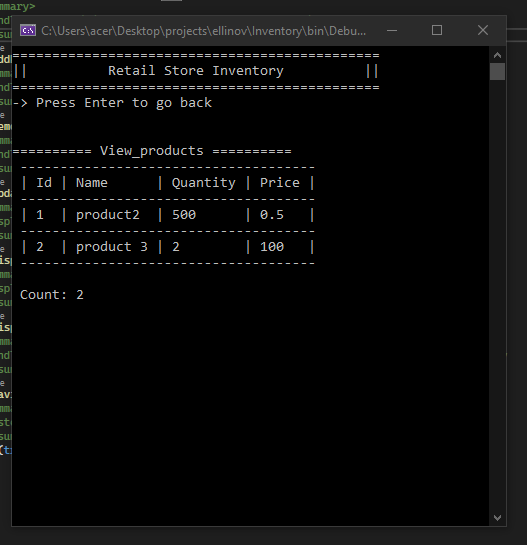 mmary>
C:\Users\acer\Desktop\projects\ellinov\Inventory\bin\Debu...
===============================================
||          Retail Store Inventory          ||
===============================================
-> Press Enter to go back
========== View_products ==========
-------------------------------------
| Id | Name      | Quantity | Price |
-------------------------------------
| 1  | product2  | 500      | 0.5   |
-------------------------------------
| 2  | product 3 | 2        | 100   |
-------------------------------------
Count: 2